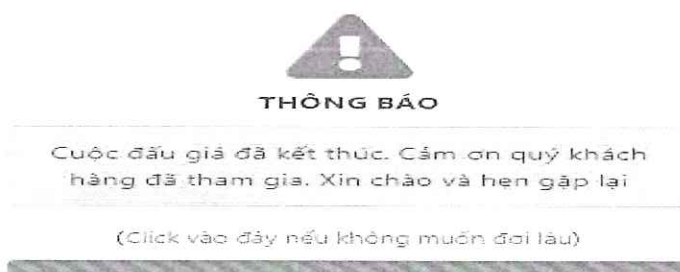 THÔNG BÁO
Cuộc đấu giá đã kết thúc. Cảm ơn quý khách
hàng đã tham gia. Xin chào và hẹn gặp lại
(Click vào đây nếu không muốn đợi lâu)